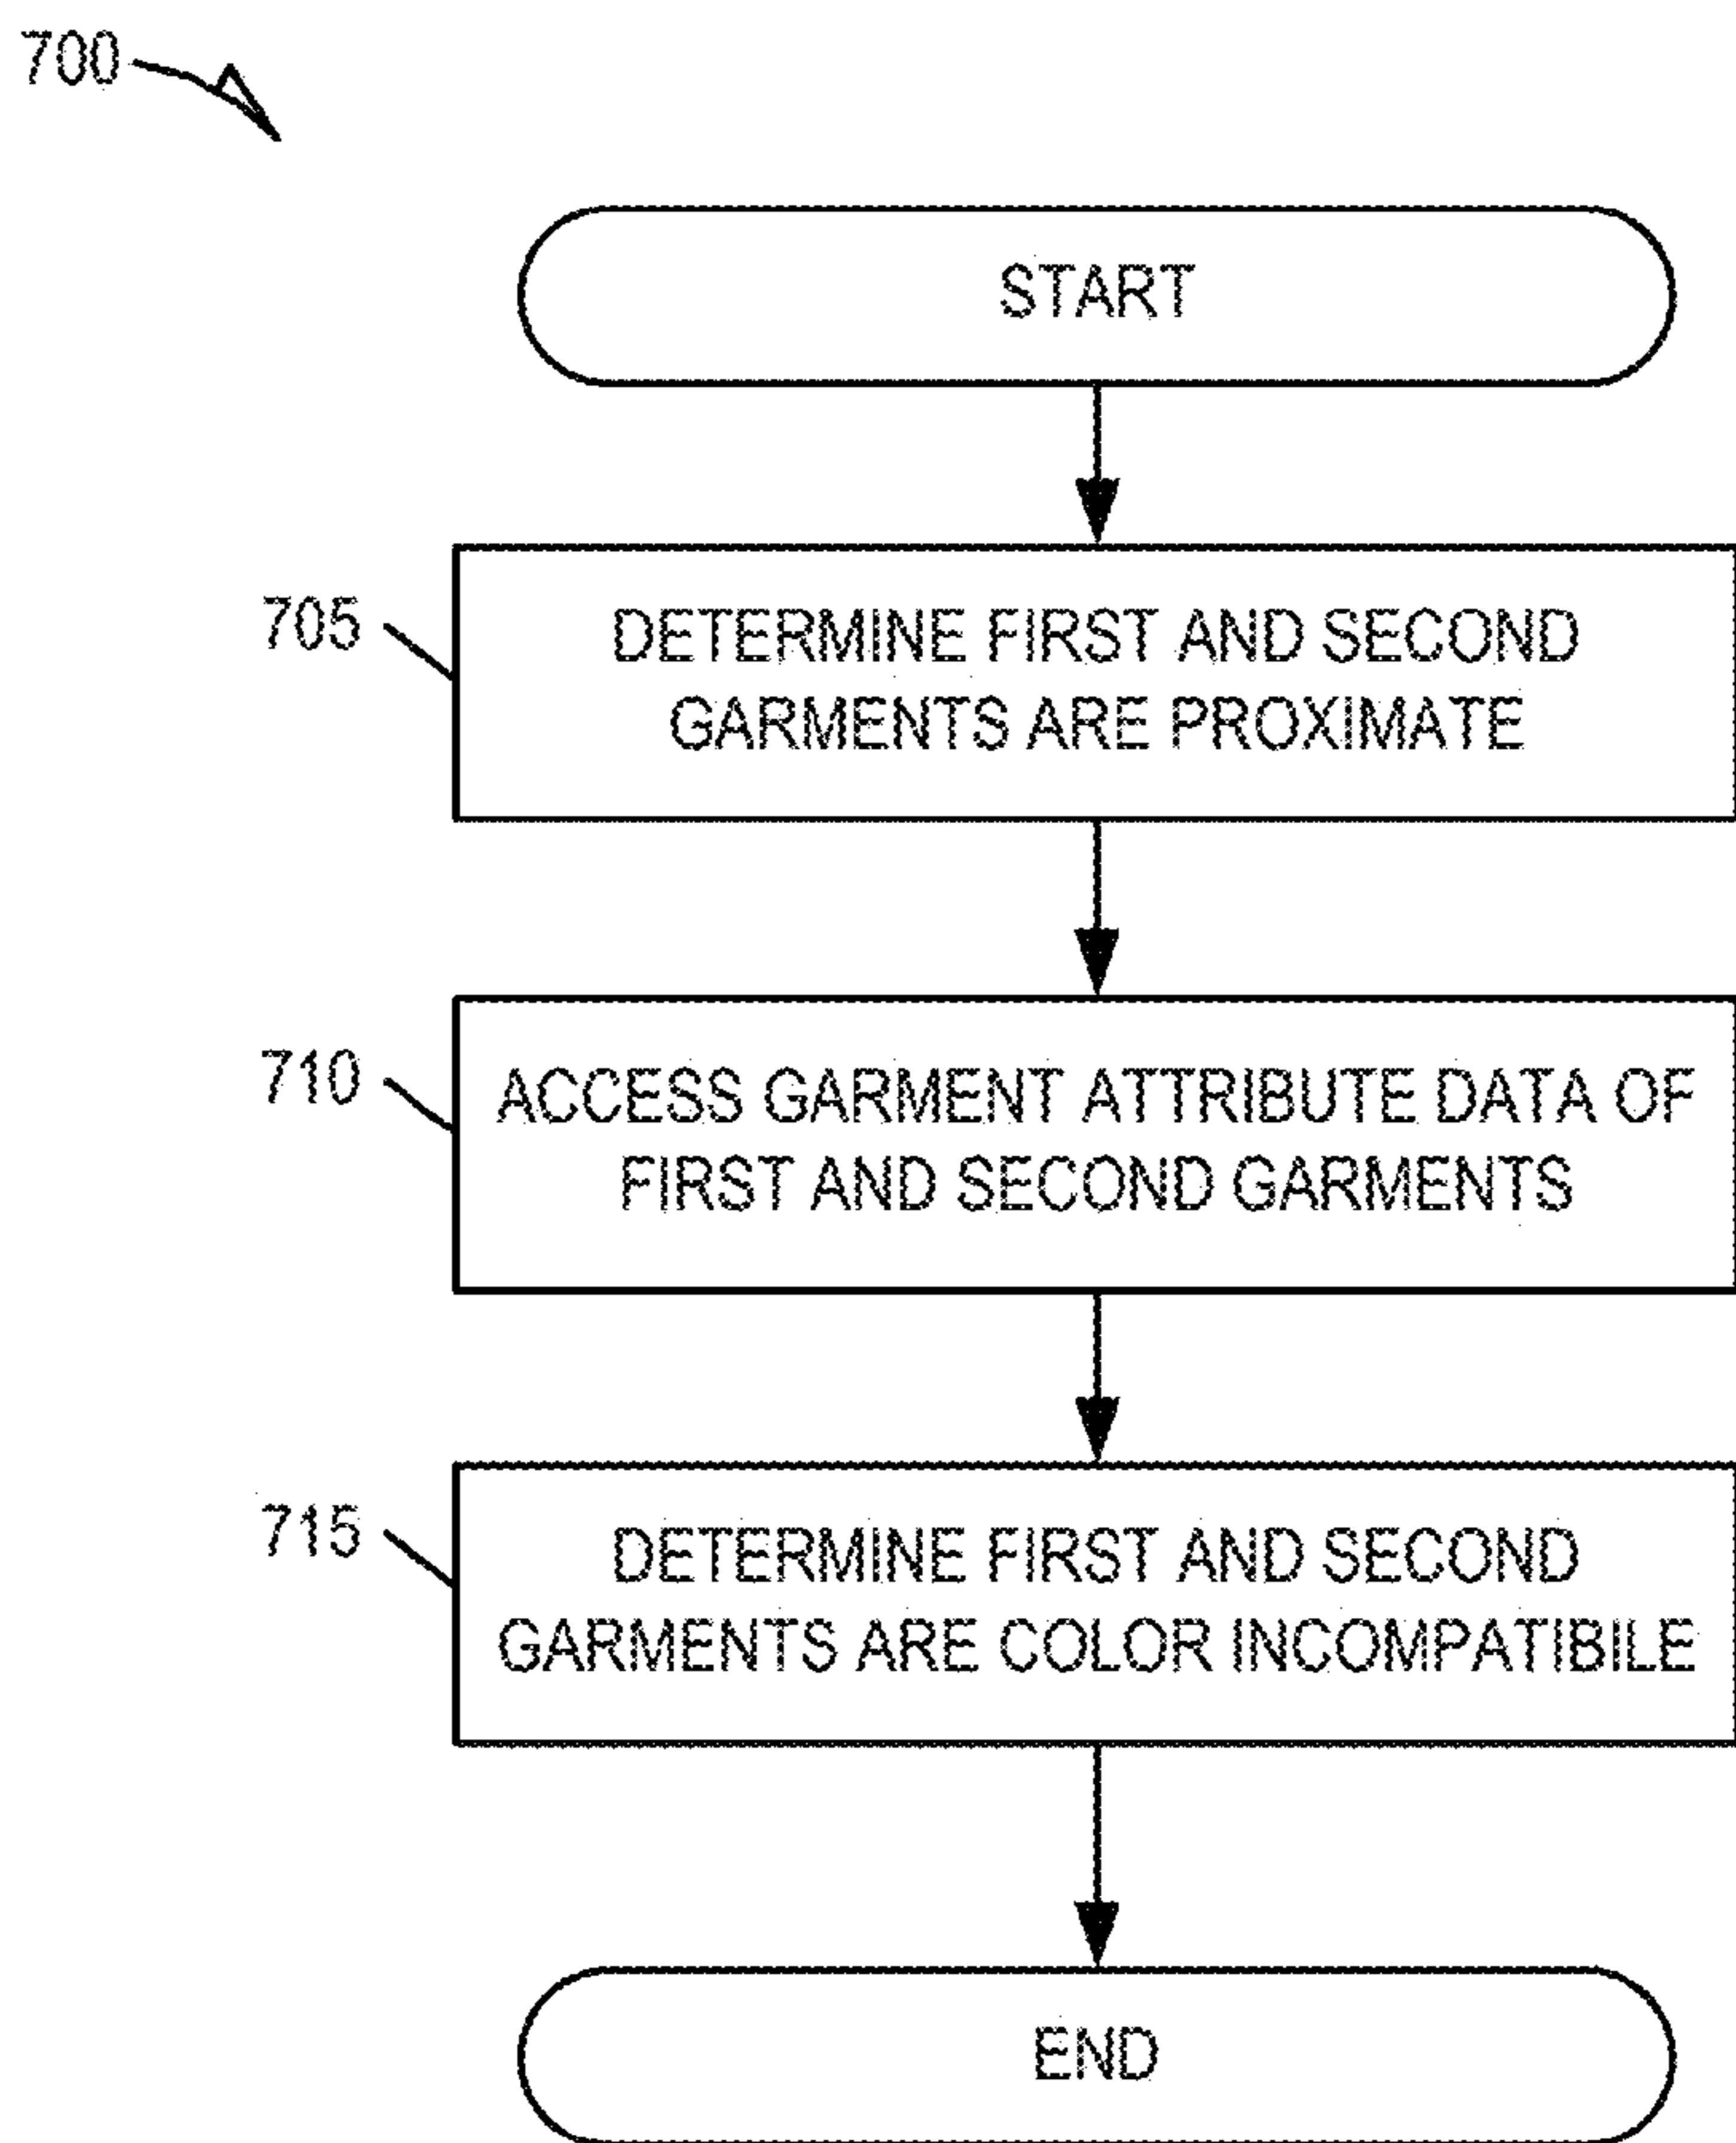 700
START
705
DETERMINE FIRST AND SECOND
GARMENTS ARE PROXIMATE
710
ACCESS GARMENT ATTRIBUTE DATA OF
FIRST AND SECOND GARMENTS
715
DETERMINE FIRST AND SECOND
GARMENTS ARE COLOR INCOMPATIBILE
END